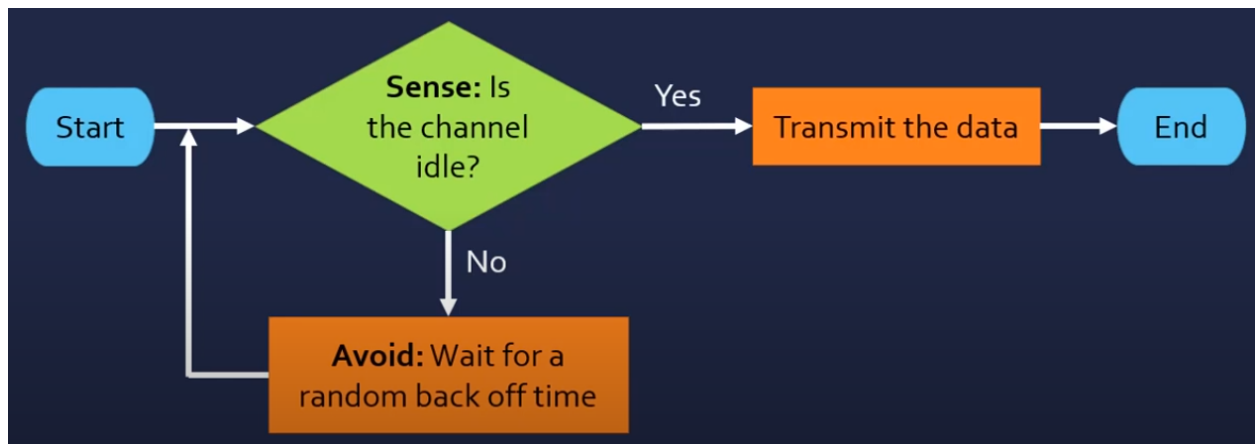 Start
Sense: Is
the channel
idle?
Yes
Transmit the data
End
No
Avoid: Wait for a
random back off time